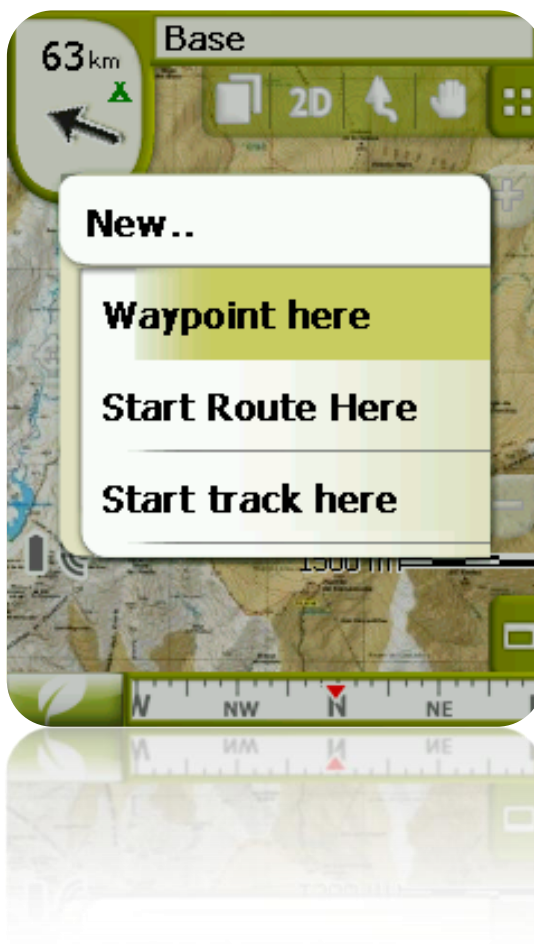 63km
Base
2D
New..
Waypoint here
Start Route Here
Start track here
1500 m
W NW N NE